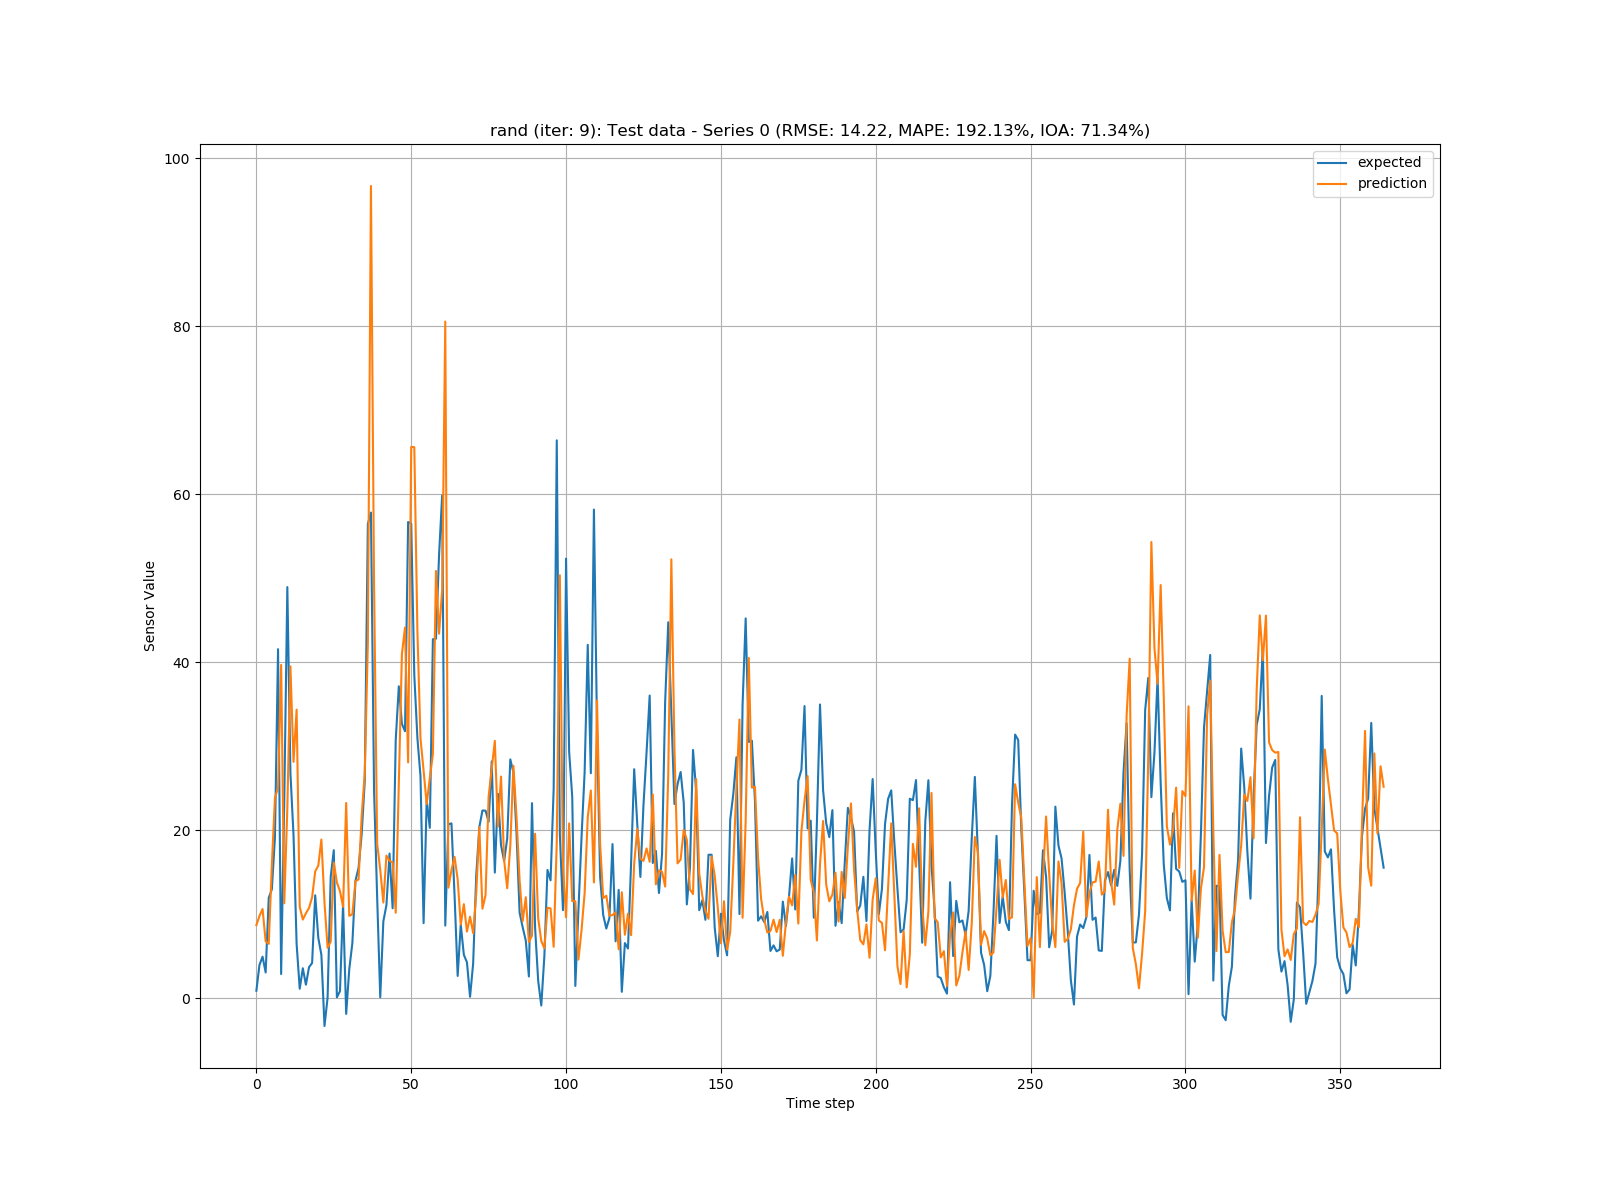 rand (iter: 9): Test data - Series 0 (RMSE: 14.22, MAPE: 192.13%, IOA: 71.34%)
expected
prediction
100
80
60
40
20
0
Sensor Value
0 50 100 150 200 250 300 350
Time step